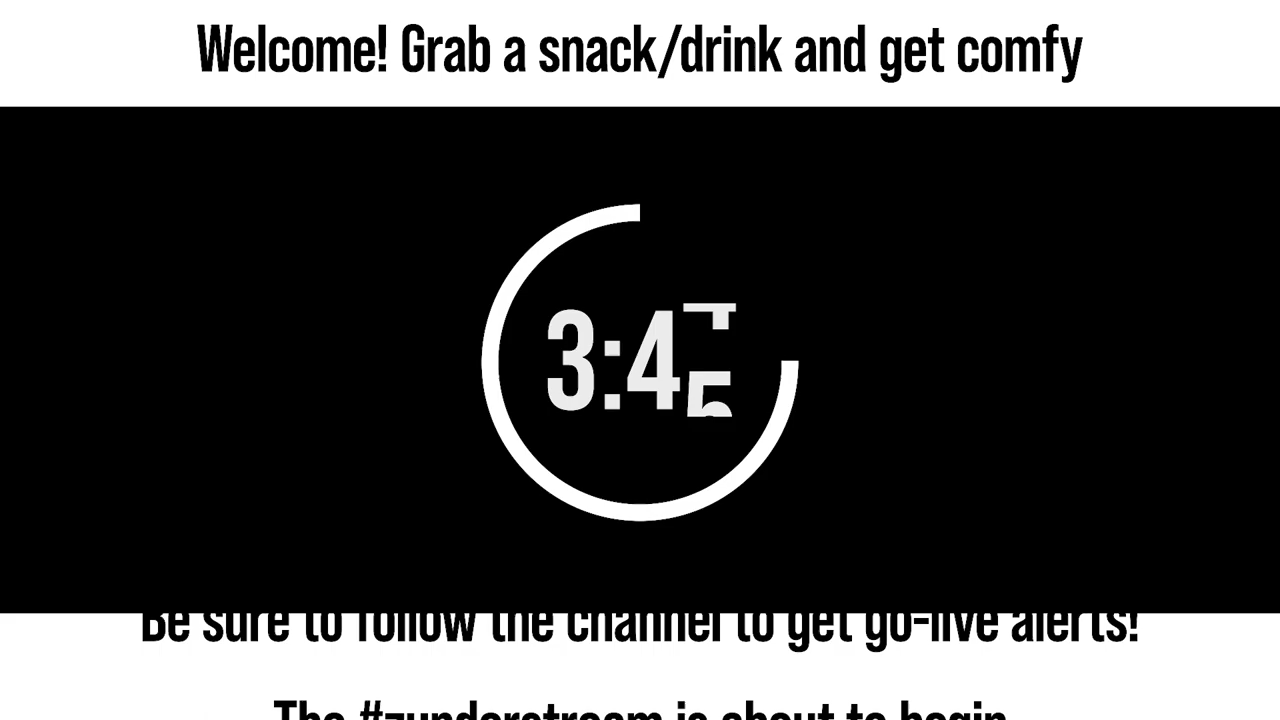 Welcome! Grab a snack/drink and get comfy
3:45
Be sure to follow the channel to get go-live alerts!
The #zunderstream is about to begin